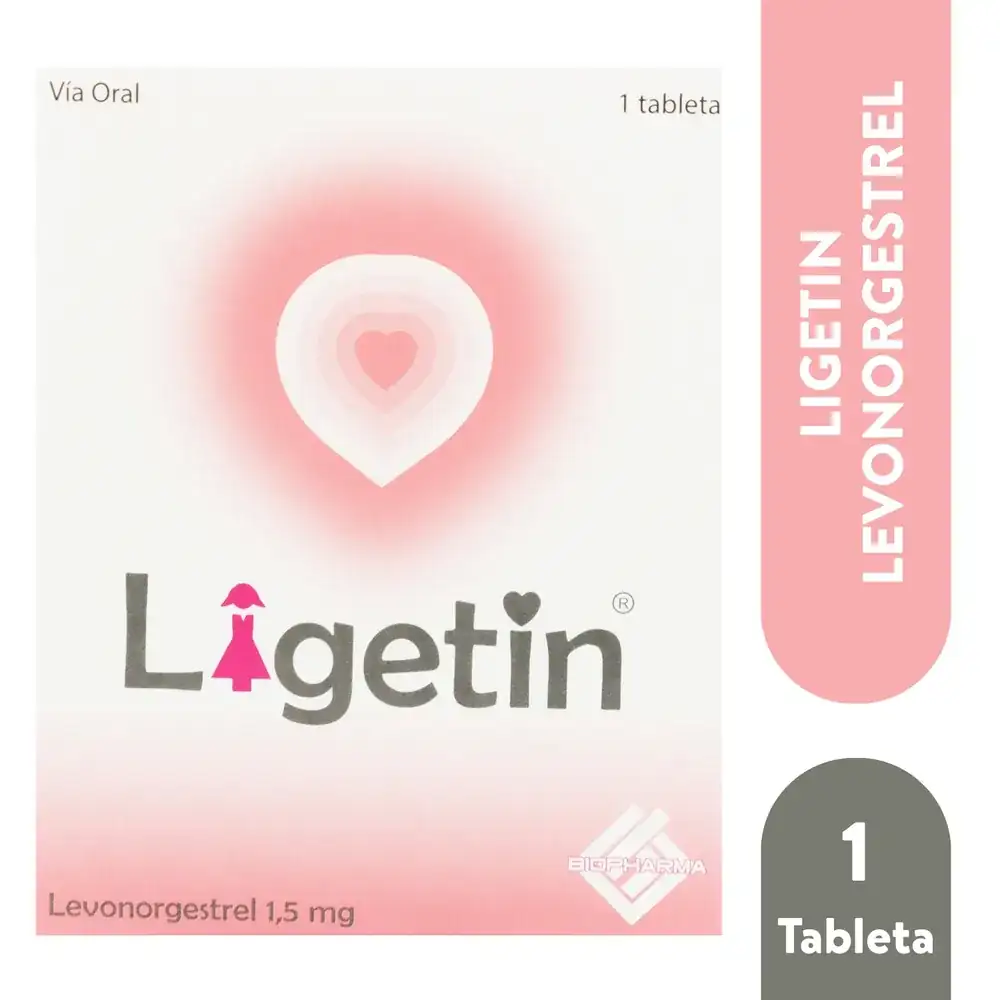 Vía Oral
1 tableta
Ligetin®
BIOPHARMA
Levonorgestrel 1,5 mg
LIGETIN
LEVONORGESTREL
1
Tableta